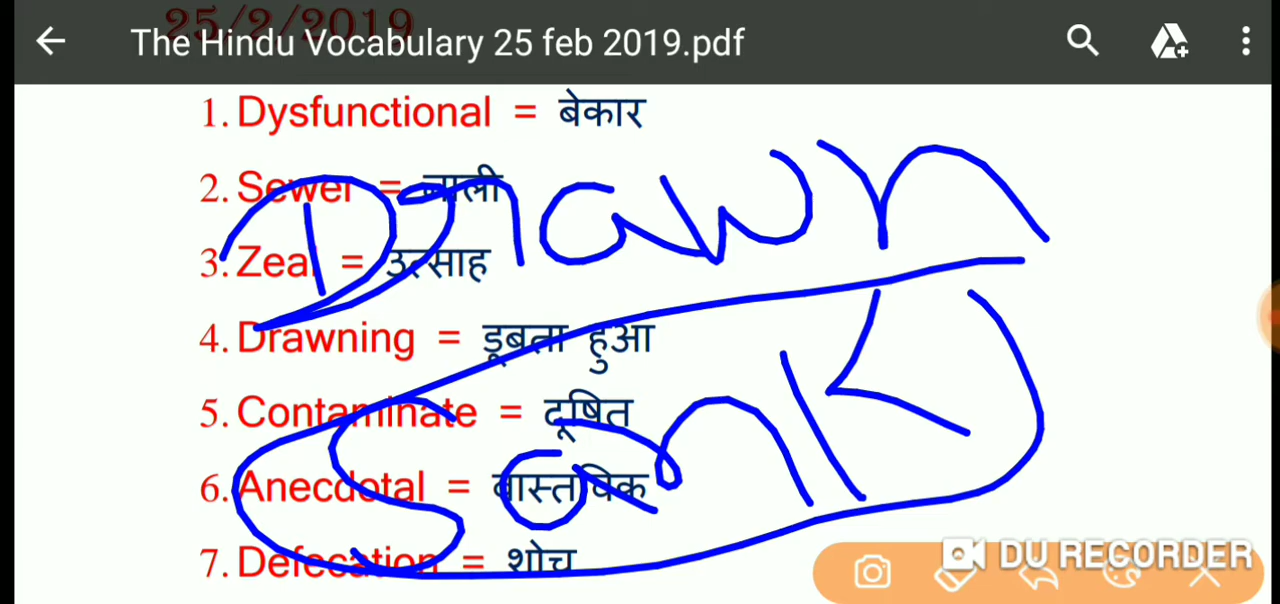 25/2/2019
The Hindu Vocabulary 25 feb 2019.pdf
1. Dysfunctional = बेकार
2. Sewer = नाली
3. Zeal = उत्साह
4. Drawning = डूबता हुआ
5. Contaminate = दूषित
6. Anecdotal = वास्तविक
7. Defecation = शोच
Drawn
Sank
DU RECORDER